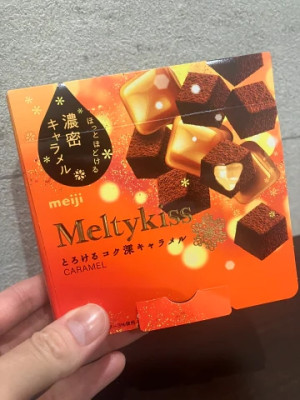 ほっとほどける
濃密
キャラメル
meiji
Meltykiss
とろけるコク深キャラメル
CARAMEL